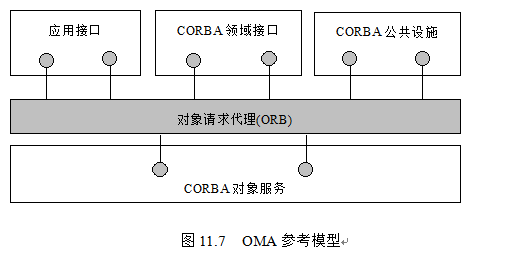 应用接口
CORBA 领域接口
CORBA 公共设施
对象请求代理(ORB)
CORBA 对象服务
图 11.7 OMA 参考模型↵